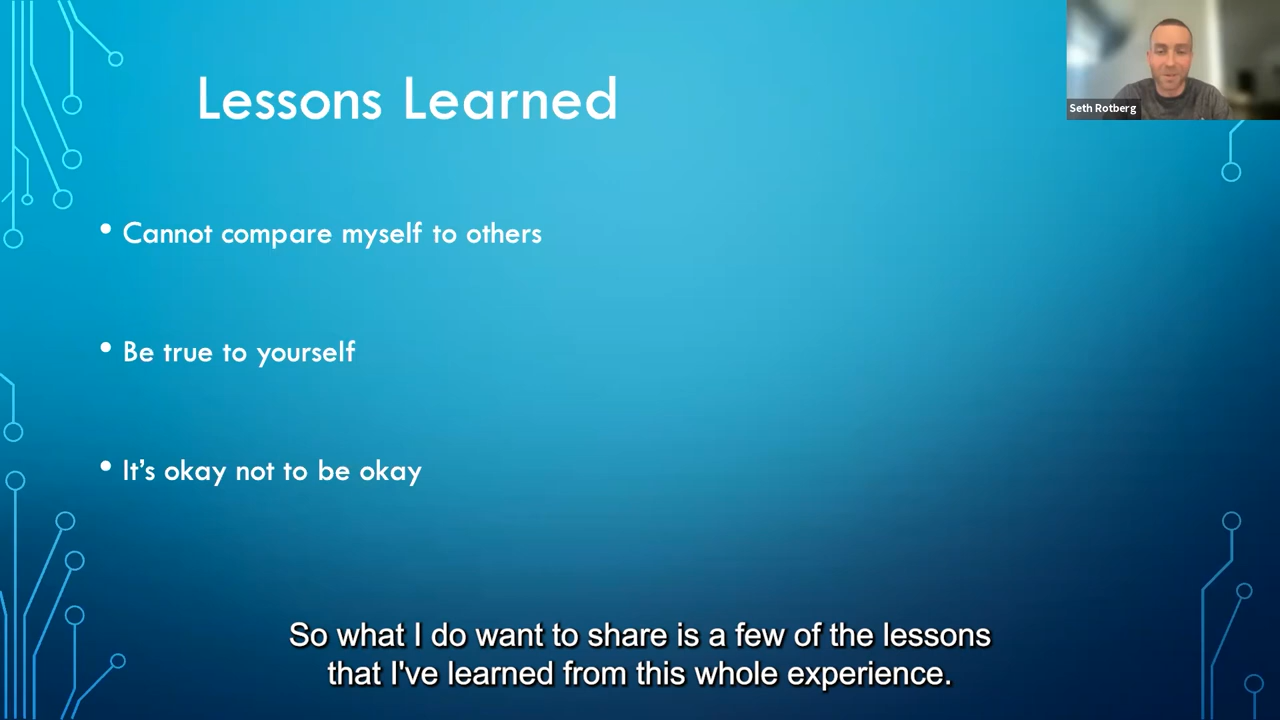 Lessons Learned
Seth Rotberg
• Cannot compare myself to others
• Be true to yourself
• It's okay not to be okay
So what I do want to share is a few of the lessons
that I've learned from this whole experience.